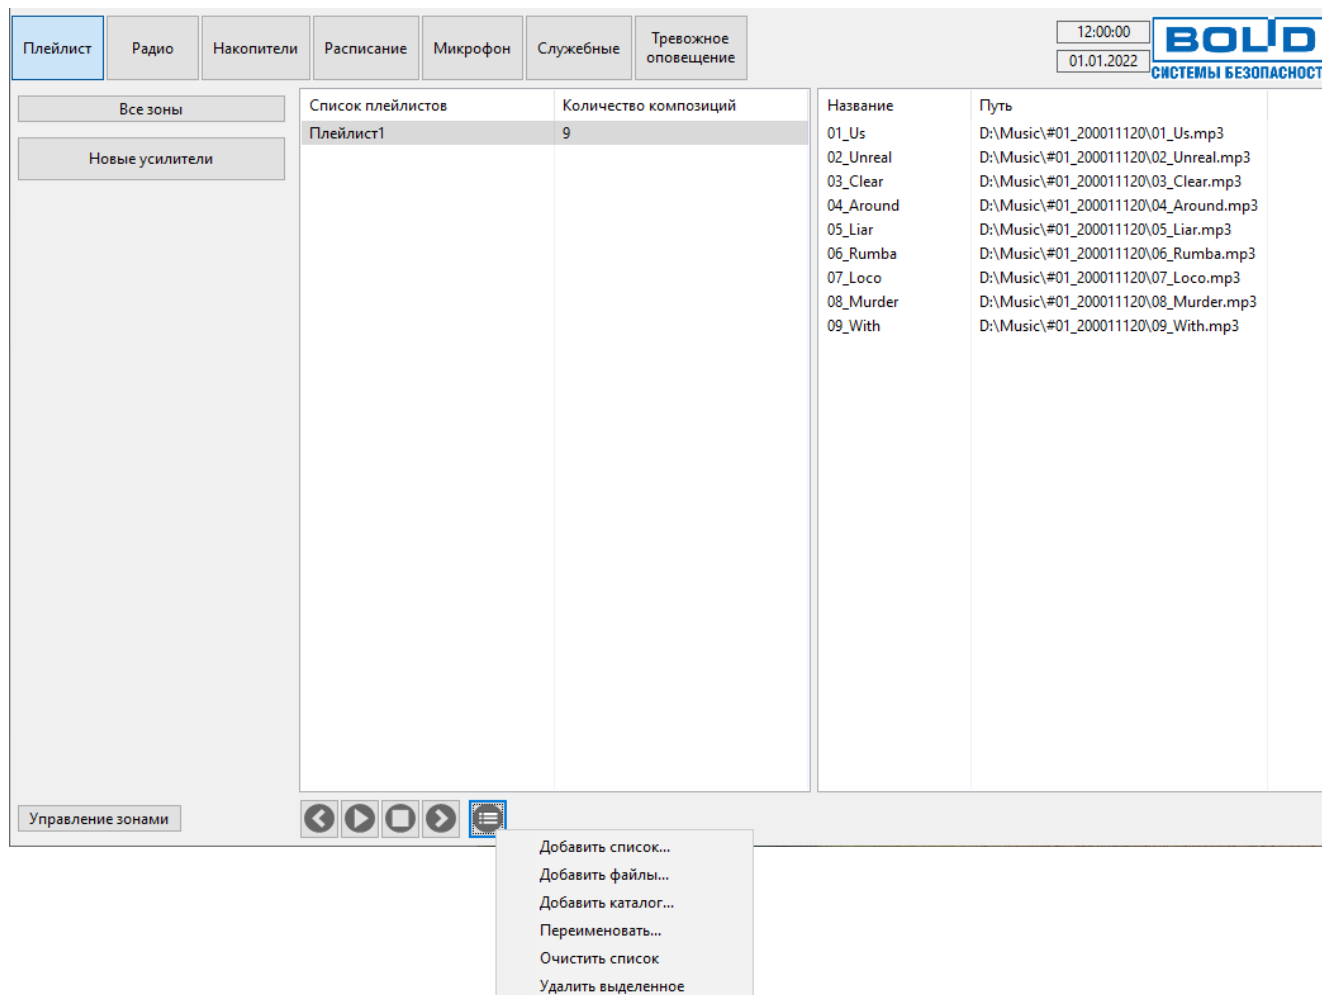 Плейлист
Радио
Накопители
Расписание
Микрофон
Служебные
Тревожное
оповещение
12:00:00
01.01.2022
BOLID
СИСТЕМЫ БЕЗОПАСНОСТ
Все зоны
Новые усилители
Список плейлистов Количество композиций
Плейлист1 9
Название Путь
01_Us D:\Music\#01_200011120\01_Us.mp3
02_Unreal D:\Music\#01_200011120\02_Unreal.mp3
03_Clear D:\Music\#01_200011120\03_Clear.mp3
04_Around D:\Music\#01_200011120\04_Around.mp3
05_Liar D:\Music\#01_200011120\05_Liar.mp3
06_Rumba D:\Music\#01_200011120\06_Rumba.mp3
07_Loco D:\Music\#01_200011120\07_Loco.mp3
08_Murder D:\Music\#01_200011120\08_Murder.mp3
09_With D:\Music\#01_200011120\09_With.mp3
Управление зонами
Добавить список...
Добавить файлы...
Добавить каталог...
Переименовать...
Очистить список
Удалить выделенное